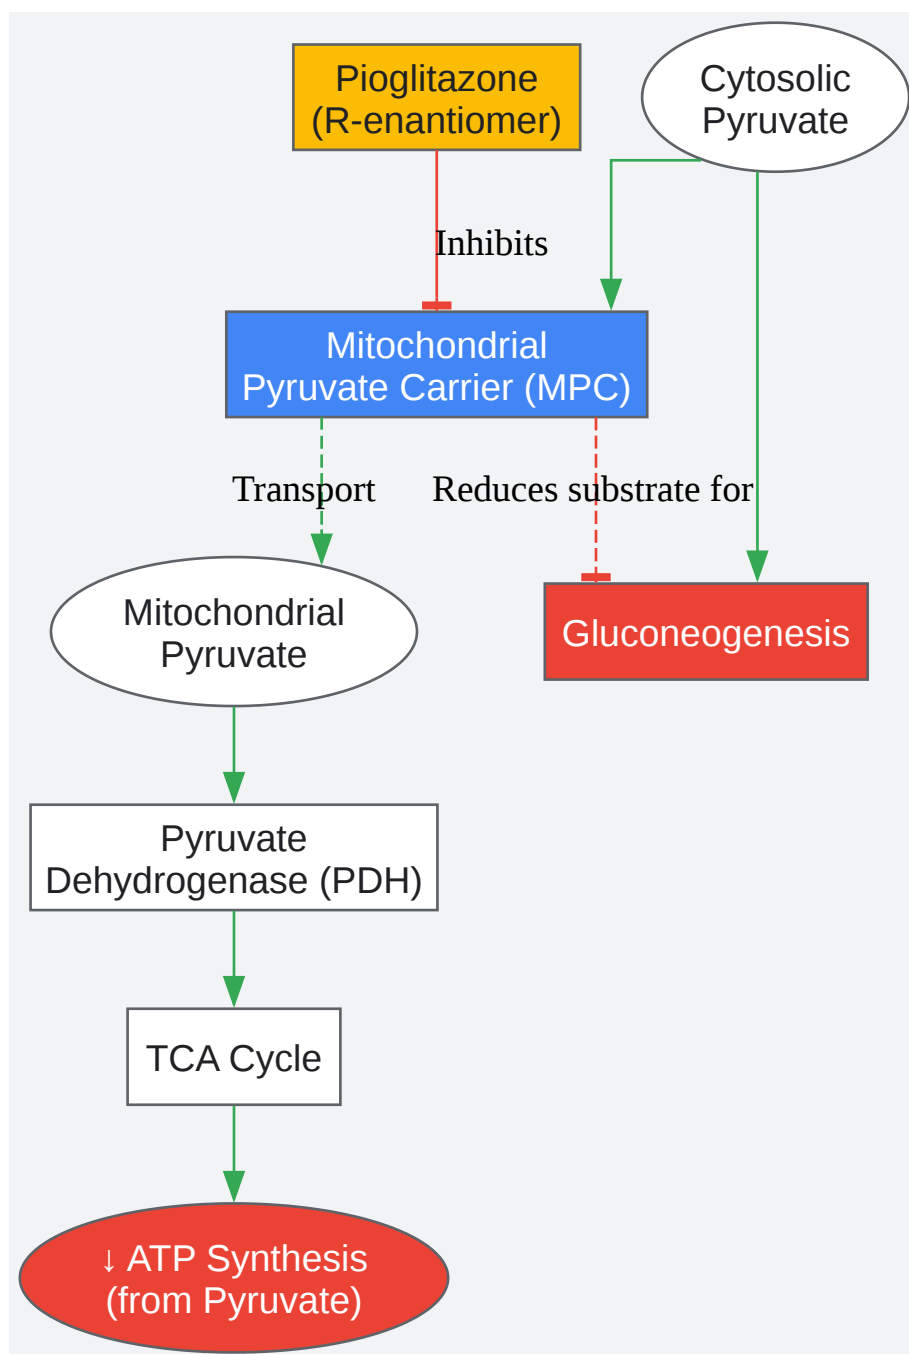 Pioglitazone
(R-enantiomer)
Cytosolic
Pyruvate
Inhibits
Mitochondrial
Pyruvate Carrier (MPC)
Transport
Reduces substrate for
Mitochondrial
Pyruvate
Gluconeogenesis
Pyruvate
Dehydrogenase (PDH)
TCA Cycle
↓ ATP Synthesis
(from Pyruvate)